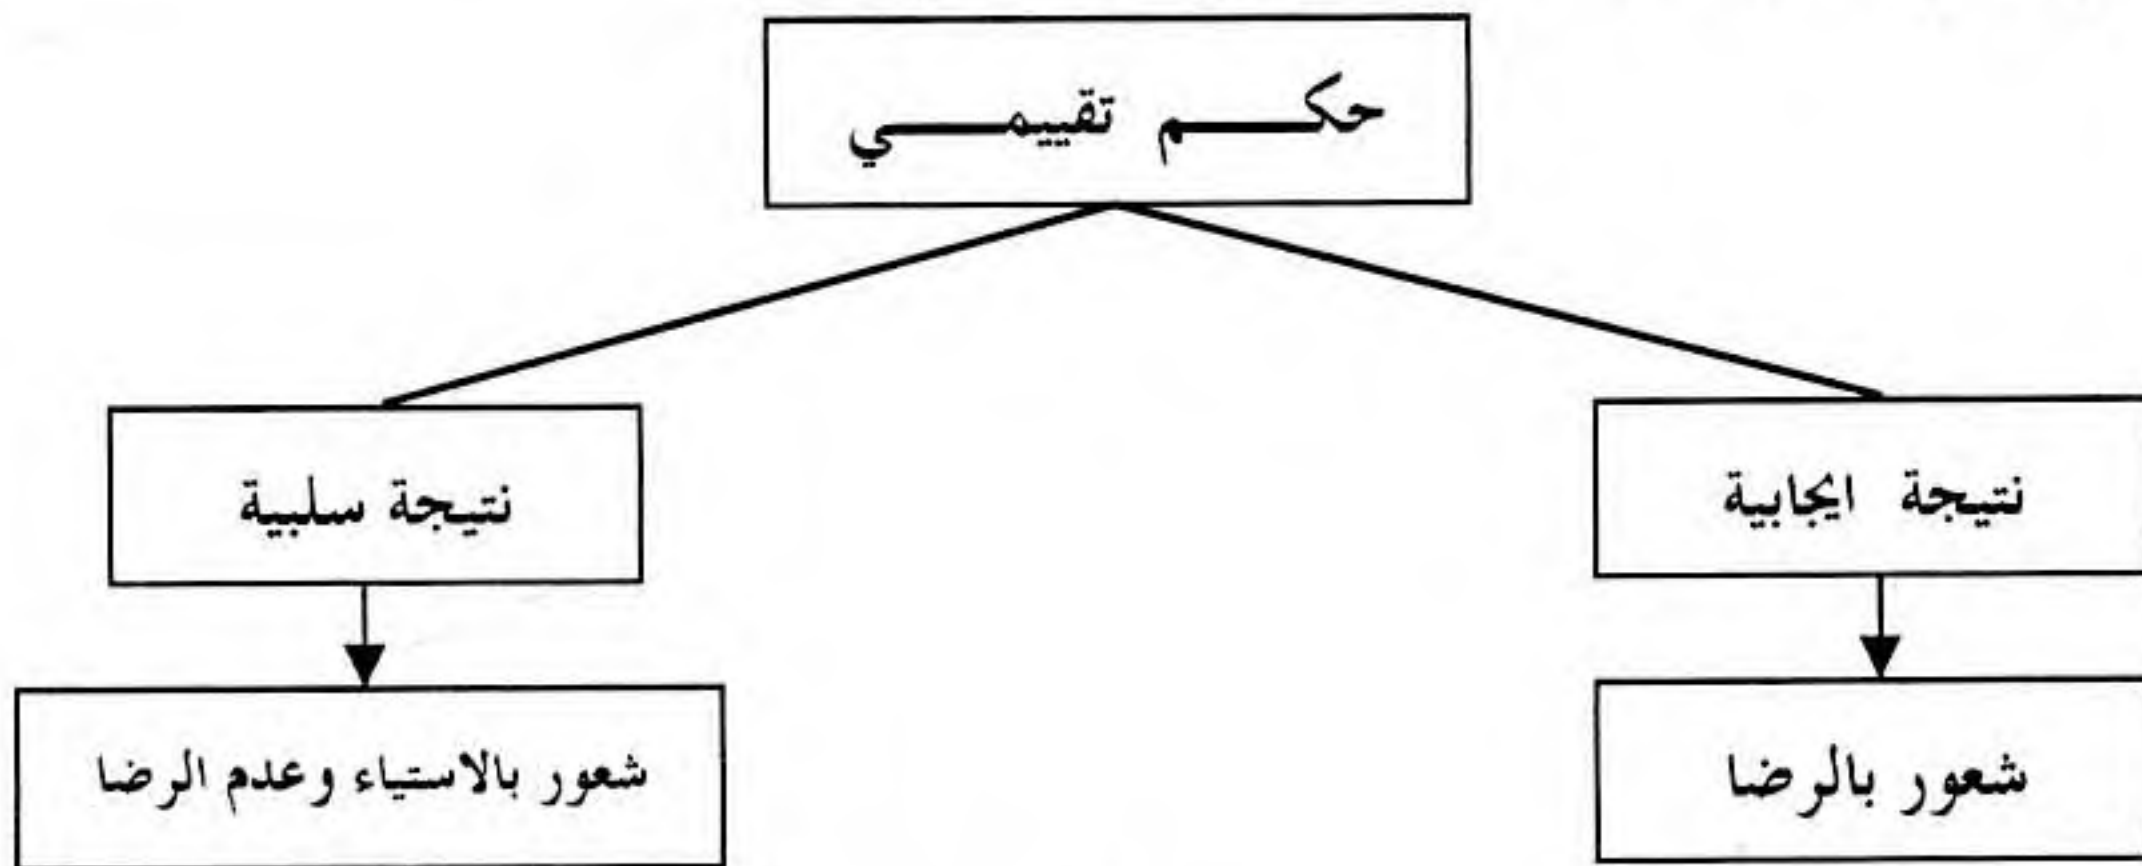 حكم تقييمي
نتيجة ايجابية
نتيجة سلبية
شعور بالرضا
شعور بالاستياء وعدم الرضا